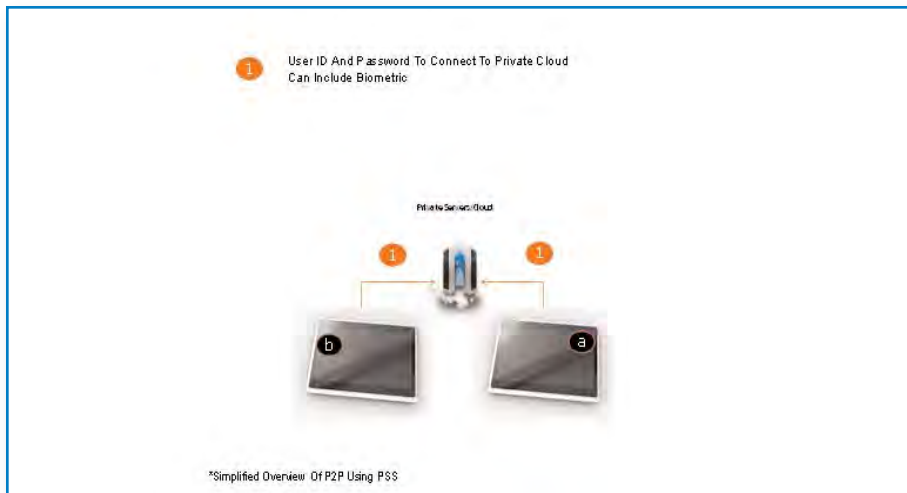 1
User ID And Password To Connect To Private Cloud
Can Include Biometric
Private Servers/Cloud
1
1
b
a
*Simplified Overview Of P2P Using PSS